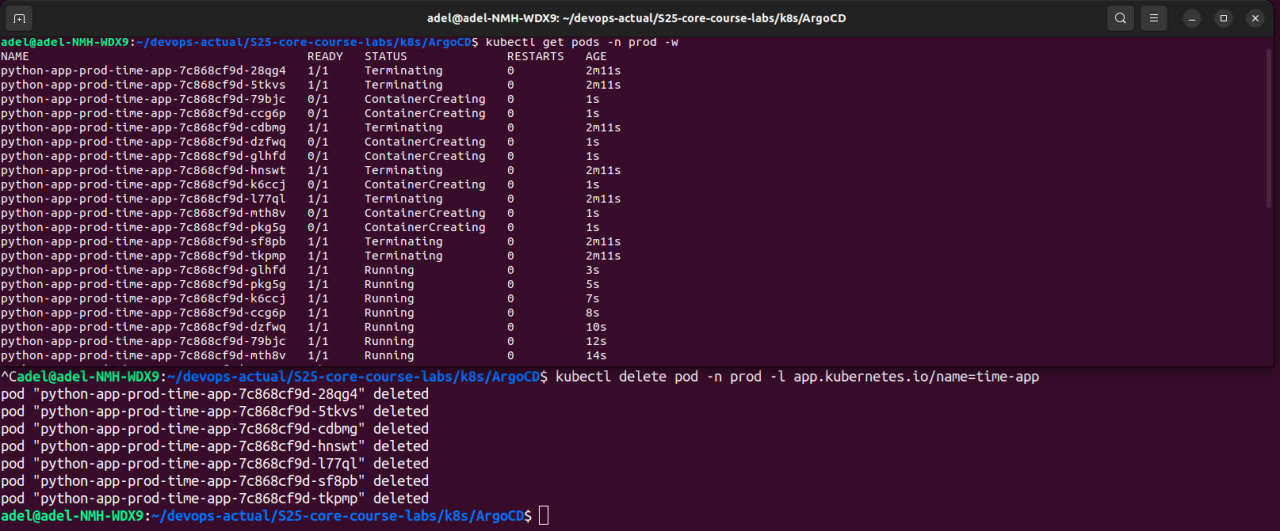 adel@adel-NMH-WDX9: ~/devops-actual/S25-core-course-labs/k8s/ArgoCD
adel@adel-NMH-WDX9:~/devops-actual/S25-core-course-labs/k8s/ArgoCD$ kubectl get pods -n prod -w
NAME READY STATUS RESTARTS AGE
python-app-prod-time-app-7c868cf9d-28qg4 1/1 Terminating 0 2m11s
python-app-prod-time-app-7c868cf9d-5tkvs 1/1 Terminating 0 2m11s
python-app-prod-time-app-7c868cf9d-79bjc 0/1 ContainerCreating 0 1s
python-app-prod-time-app-7c868cf9d-ccg6p 0/1 ContainerCreating 0 1s
python-app-prod-time-app-7c868cf9d-cdbmg 1/1 Terminating 0 2m11s
python-app-prod-time-app-7c868cf9d-dzfwq 0/1 ContainerCreating 0 1s
python-app-prod-time-app-7c868cf9d-glhfd 0/1 ContainerCreating 0 1s
python-app-prod-time-app-7c868cf9d-hnswt 1/1 Terminating 0 2m11s
python-app-prod-time-app-7c868cf9d-k6ccj 0/1 ContainerCreating 0 1s
python-app-prod-time-app-7c868cf9d-l77ql 1/1 Terminating 0 2m11s
python-app-prod-time-app-7c868cf9d-mth8v 0/1 ContainerCreating 0 1s
python-app-prod-time-app-7c868cf9d-pkg5g 0/1 ContainerCreating 0 1s
python-app-prod-time-app-7c868cf9d-sf8pb 1/1 Terminating 0 2m11s
python-app-prod-time-app-7c868cf9d-tkpmp 1/1 Terminating 0 2m11s
python-app-prod-time-app-7c868cf9d-glhfd 1/1 Running 0 3s
python-app-prod-time-app-7c868cf9d-pkg5g 1/1 Running 0 5s
python-app-prod-time-app-7c868cf9d-k6ccj 1/1 Running 0 7s
python-app-prod-time-app-7c868cf9d-ccg6p 1/1 Running 0 8s
python-app-prod-time-app-7c868cf9d-dzfwq 1/1 Running 0 10s
python-app-prod-time-app-7c868cf9d-79bjc 1/1 Running 0 12s
python-app-prod-time-app-7c868cf9d-mth8v 1/1 Running 0 14s
^Cadel@adel-NMH-WDX9:~/devops-actual/S25-core-course-labs/k8s/ArgoCD$ kubectl delete pod -n prod -l app.kubernetes.io/name=time-app
pod "python-app-prod-time-app-7c868cf9d-28qg4" deleted
pod "python-app-prod-time-app-7c868cf9d-5tkvs" deleted
pod "python-app-prod-time-app-7c868cf9d-cdbmg" deleted
pod "python-app-prod-time-app-7c868cf9d-hnswt" deleted
pod "python-app-prod-time-app-7c868cf9d-l77ql" deleted
pod "python-app-prod-time-app-7c868cf9d-sf8pb" deleted
pod "python-app-prod-time-app-7c868cf9d-tkpmp" deleted
adel@adel-NMH-WDX9:~/devops-actual/S25-core-course-labs/k8s/ArgoCD$